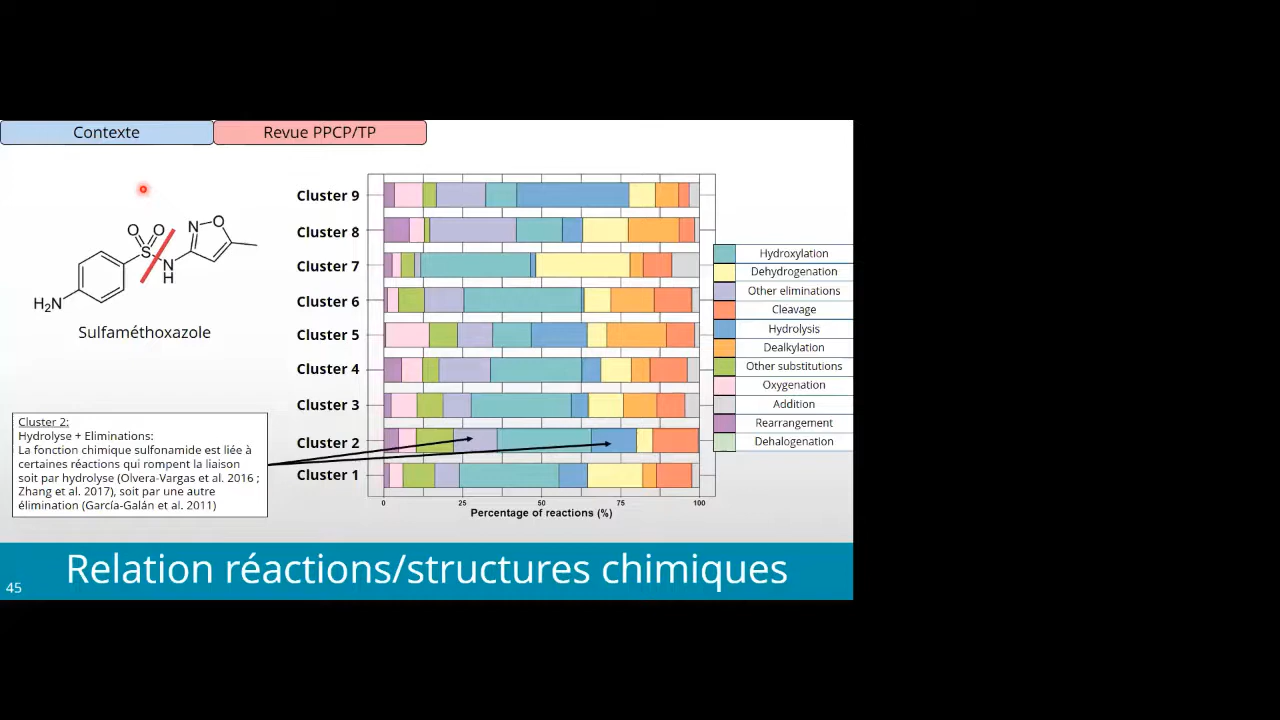 Contexte
Revue PPCP/TP
O O
S
N
H
N O
H₂N
Sulfaméthoxazole
Cluster 2:
Hydrolyse + Eliminations:
La fonction chimique sulfonamide est liée à
certaines réactions qui rompent la liaison
soit par hydrolyse (Olvera-Vargas et al. 2016 ;
Zhang et al. 2017), soit par une autre
élimination (García-Galán et al. 2011)
Cluster 9
Cluster 8
Cluster 7
Cluster 6
Cluster 5
Cluster 4
Cluster 3
Cluster 2
Cluster 1
0 25 50 75 100
Percentage of reactions (%)
Hydroxylation
Dehydrogenation
Other eliminations
Cleavage
Hydrolysis
Dealkylation
Other substitutions
Oxygenation
Addition
Rearrangement
Dehalogenation
45
Relation réactions/structures chimiques